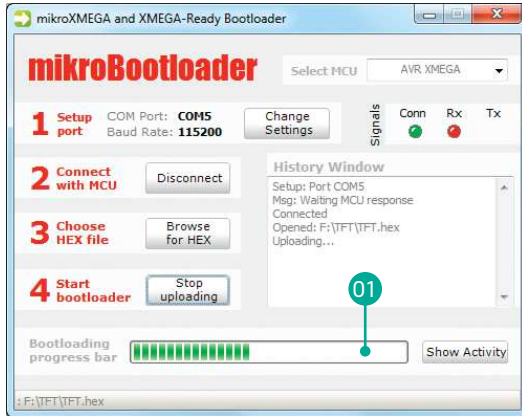 mikroXMEGA and XMEGA-Ready Bootloader
mikroBootloader
Select MCU
AVR XMEGA
1 Setup port
COM Port: COM5
Baud Rate: 115200
Change
Settings
Signals
Conn Rx Tx
2 Connect
with MCU
Disconnect
3 Choose
HEX file
Browse
for HEX
4 Start
bootloader
Stop
uploading
History Window
Setup: Port COM5
Msg: Waiting MCU response
Connected
Opened: F:\TFT\TFT.hex
Uploading...
01
Bootloading
progress bar
Show Activity
: F:\TFT\TFT.hex